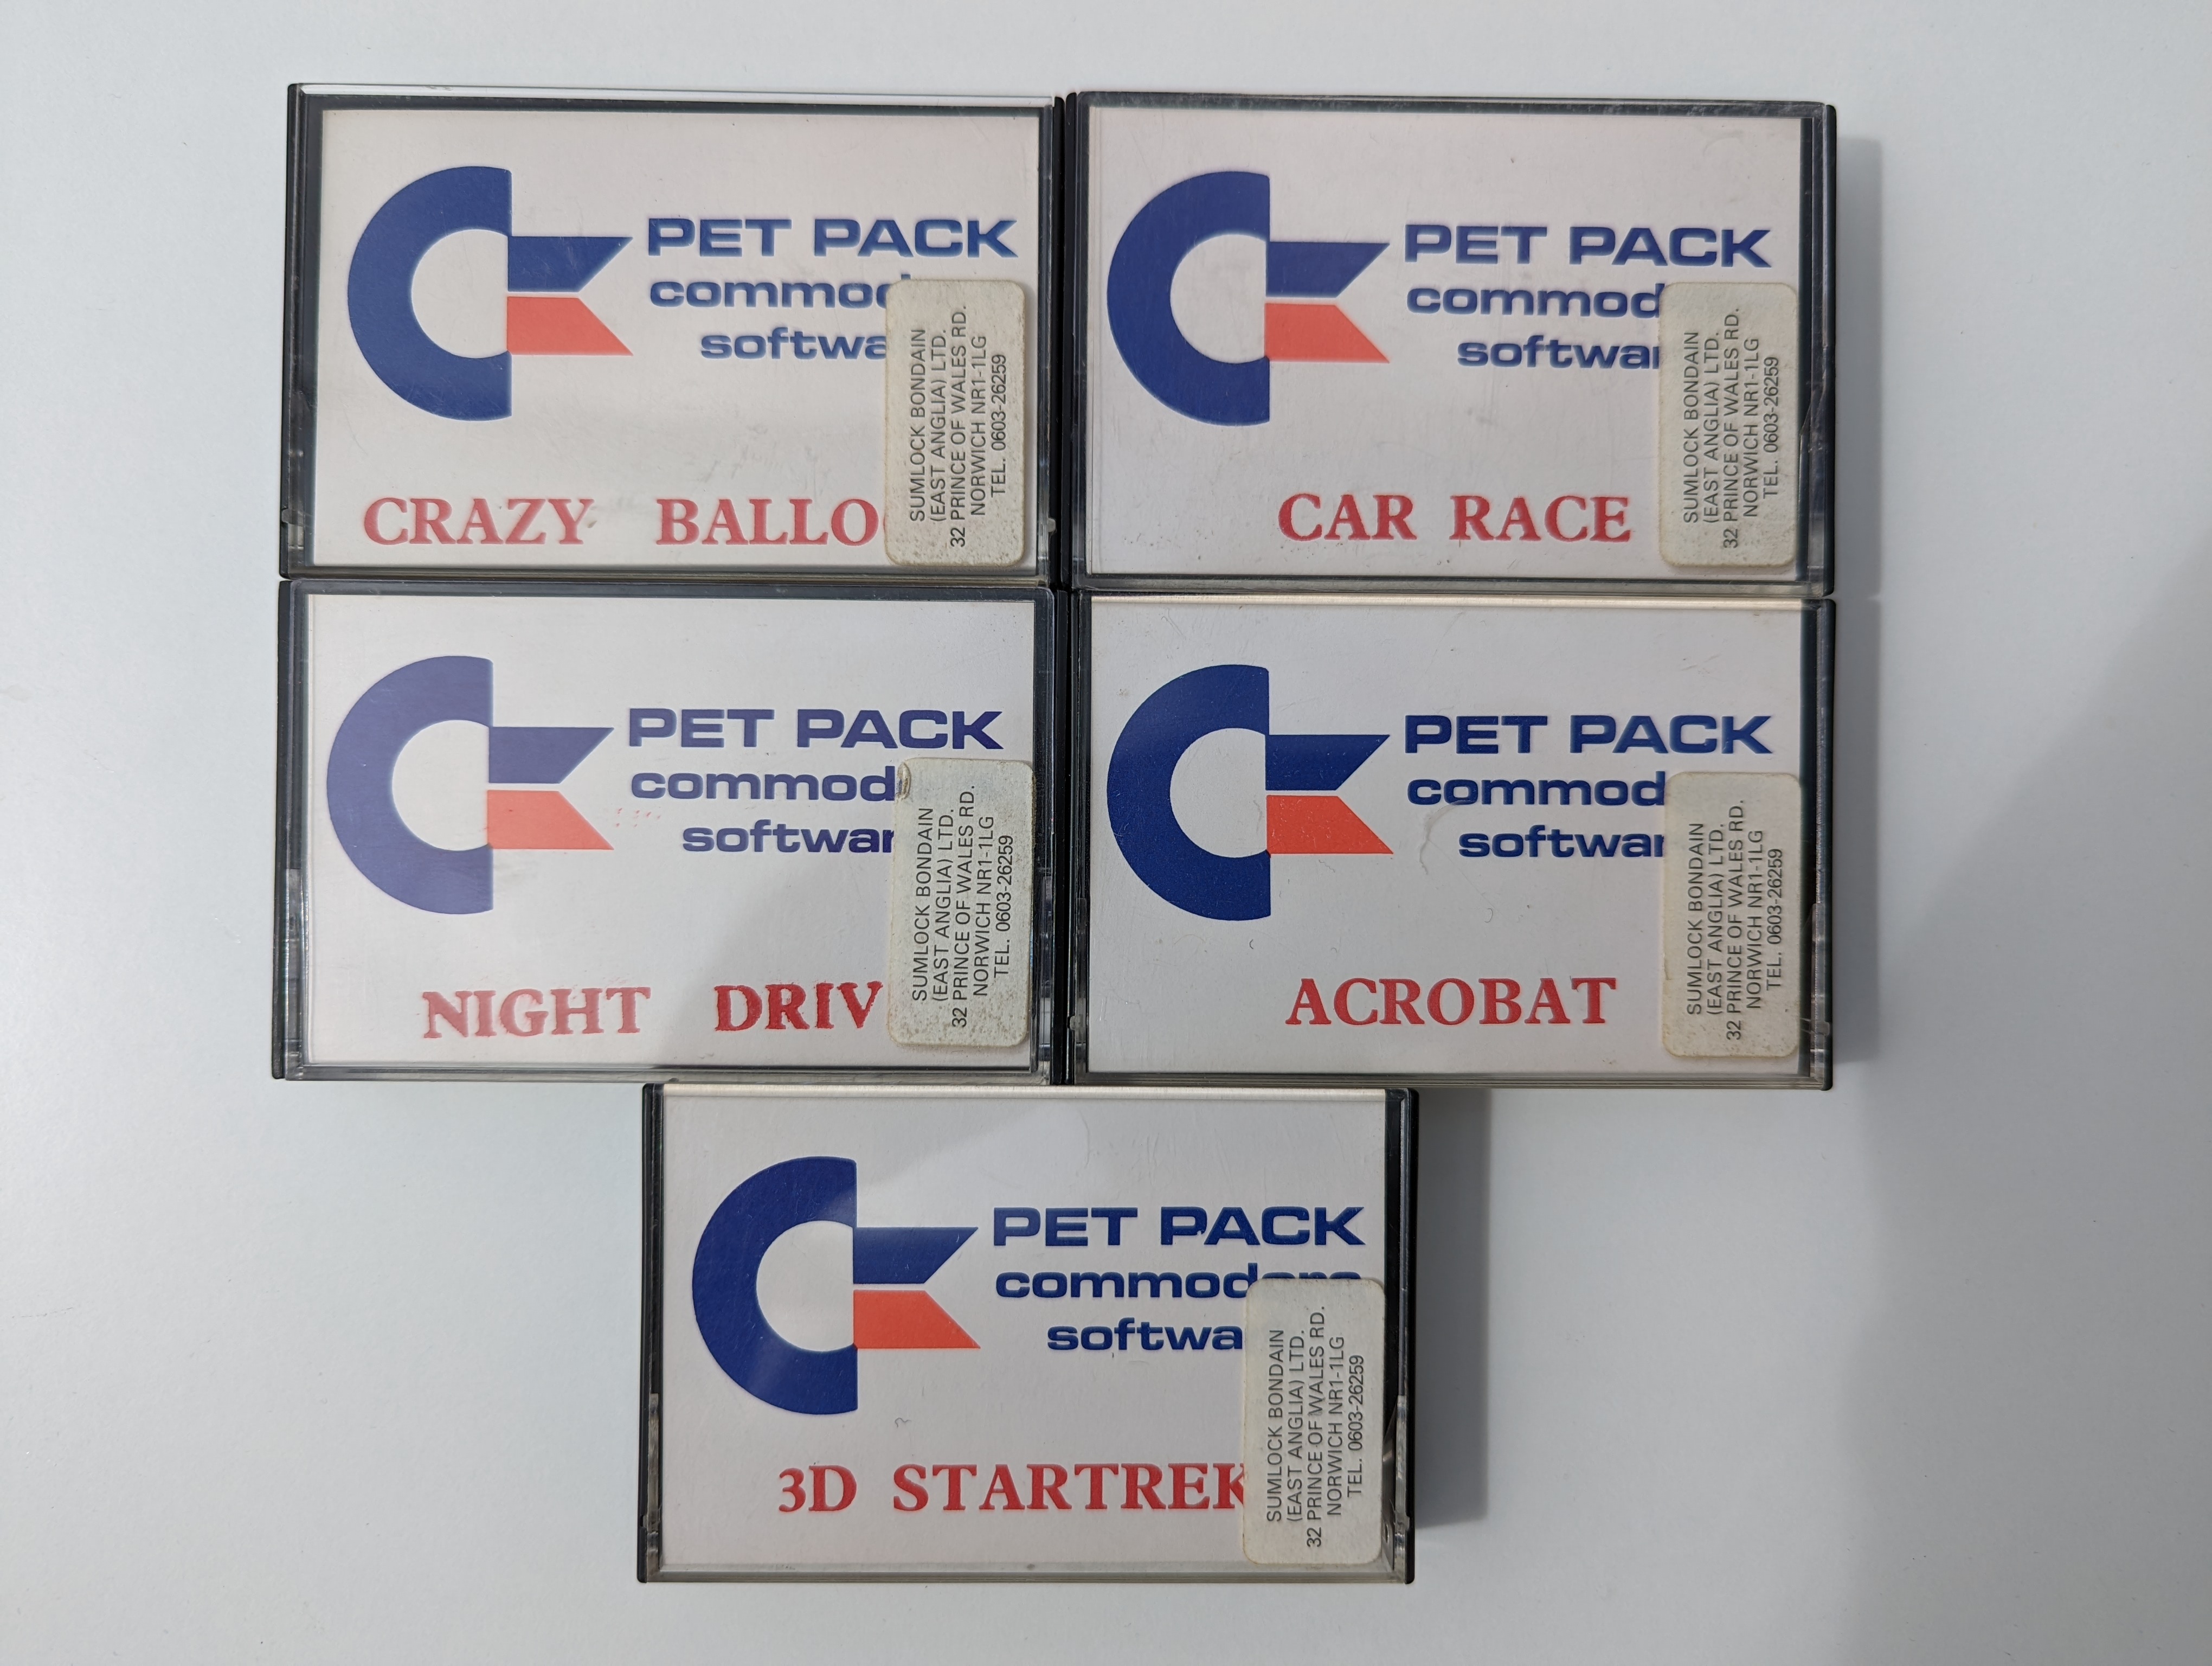 PET PACK
commod
softwa
CRAZY BALLO
SUMLOCK BONDAIN
(EAST ANGLIA) LTD.
32 PRINCE OF WALES RD.
NORWICH NR1-1LG
TEL. 0603-26259
PET PACK
commod
softwar
CAR RACE
SUMLOCK BONDAIN
(EAST ANGLIA) LTD.
32 PRINCE OF WALES RD.
NORWICH NR1-1LG
TEL. 0603-26259
PET PACK
commod
softwar
NIGHT DRIV
SUMLOCK BONDAIN
(EAST ANGLIA) LTD.
32 PRINCE OF WALES RD.
NORWICH NR1-1LG
TEL. 0603-26259
PET PACK
commod
softwar
ACROBAT
SUMLOCK BONDAIN
(EAST ANGLIA) LTD.
32 PRINCE OF WALES RD.
NORWICH NR1-1LG
TEL. 0603-26259
PET PACK
commodore
softwa
3D STARTREK
SUMLOCK BONDAIN
(EAST ANGLIA) LTD.
32 PRINCE OF WALES RD.
NORWICH NR1-1LG
TEL. 0603-26259